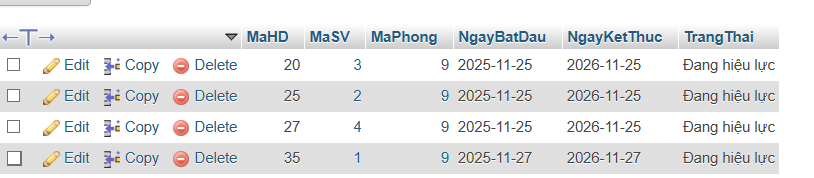 ←T→ MaHD MaSV MaPhong NgayBatDau NgayKetThuc TrangThai
Edit Copy Delete 20 3 9 2025-11-25 2026-11-25 Đang hiệu lực
Edit Copy Delete 25 2 9 2025-11-25 2026-11-25 Đang hiệu lực
Edit Copy Delete 27 4 9 2025-11-25 2026-11-25 Đang hiệu lực
Edit Copy Delete 35 1 9 2025-11-27 2026-11-27 Đang hiệu lực